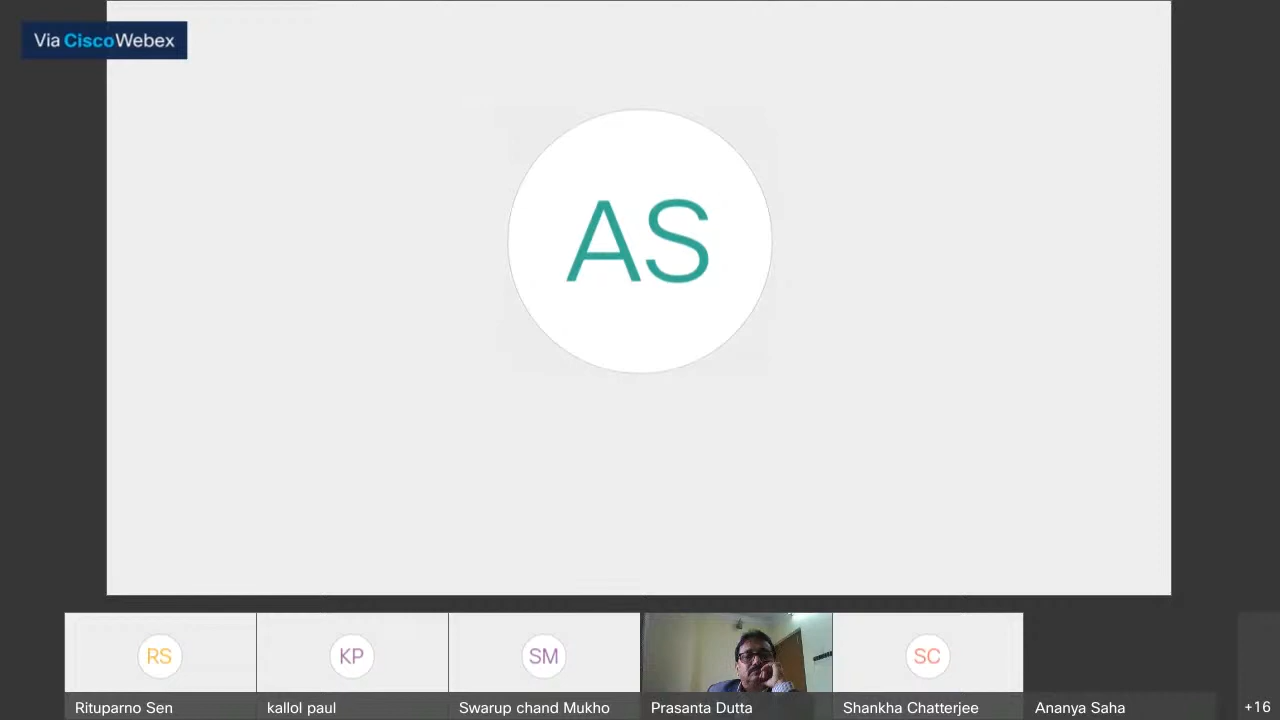 Via CiscoWebex
AS
RS
KP
SM
SC
Rituparno Sen
kallol paul
Swarup chand Mukho
Prasanta Dutta
Shankha Chatterjee
Ananya Saha
+16